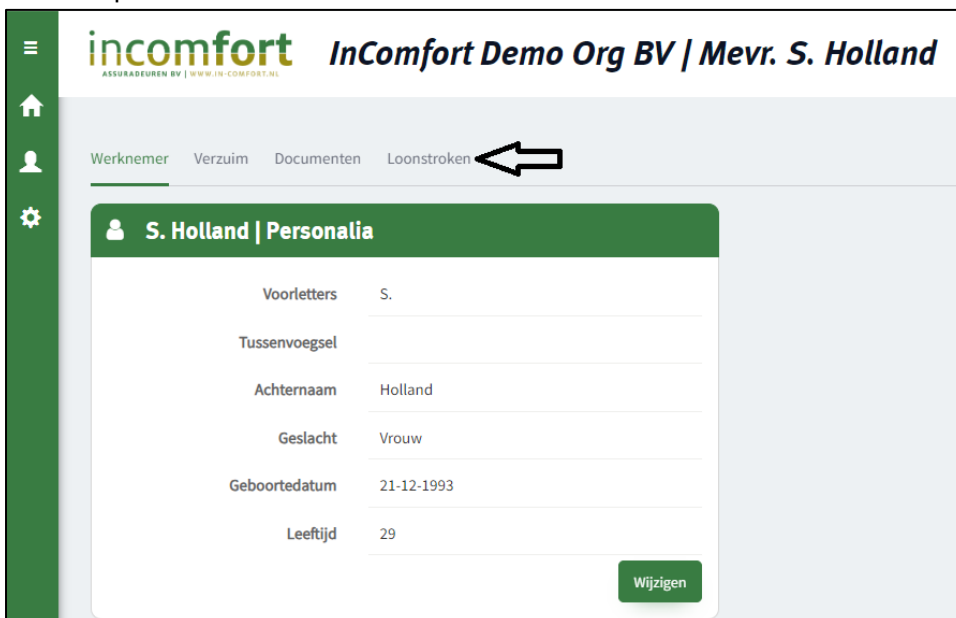 incomfort
ASSURADEUREN BV | WWW.IN-COMFORT.NL
InComfort Demo Org BV | Mevr. S. Holland
Werknemer Verzuim Documenten Loonstroken
S. Holland | Personalia
Voorletters S.
Tussenvoegsel
Achternaam Holland
Geslacht Vrouw
Geboortedatum 21-12-1993
Leeftijd 29
Wijzigen